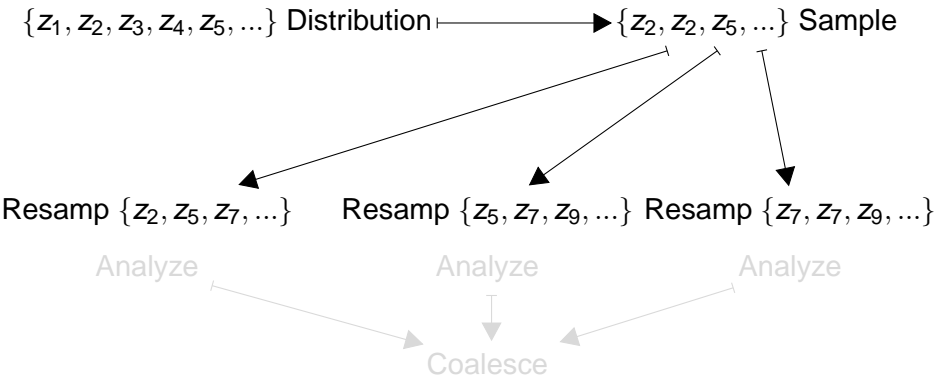 {z₁, z₂, z₃, z₄, z₅, ...} Distribution {z₂, z₂, z₅, ...} Sample
Resamp {z₂, z₅, z₇, ...} Resamp {z₅, z₇, z₉, ...} Resamp {z₇, z₇, z₉, ...}
Analyze Analyze Analyze
Coalesce